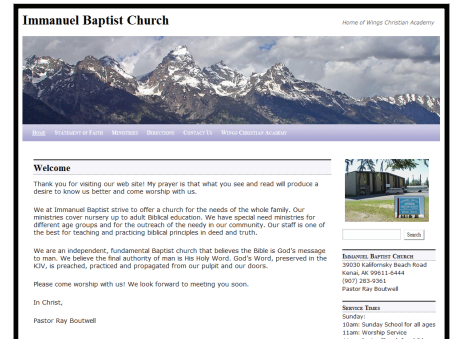 Immanuel Baptist Church
Home of Wings Christian Academy
Home Statement of Faith Ministries Directions Contact Us Wings Christian Academy
Welcome
Thank you for visiting our web site! My prayer is that what you see and read will produce a
desire to know us better and come worship with us.
We at Immanuel Baptist strive to offer a church for the needs of the whole family. Our
ministries cover nursery up to adult Biblical education. We have special need ministries for
different age groups and for the outreach of the needy in our community. Our staff is one of
the best for teaching and practicing biblical principles in deed and truth.
We are an independent, fundamental Baptist church that believes the Bible is God's message
to man. We believe the final authority of man is His Holy Word. God's Word, preserved in the
KJV, is preached, practiced and propagated from our pulpit and our doors.
Please come worship with us! We look forward to meeting you soon.
In Christ,
Pastor Ray Boutwell
Search
Immanuel Baptist Church
39030 Kalifornsky Beach Road
Kenai, AK 99611-6444
(907) 283-9361
Pastor Ray Boutwell
Service Times
Sunday:
10am: Sunday School for all ages
11am: Worship Service